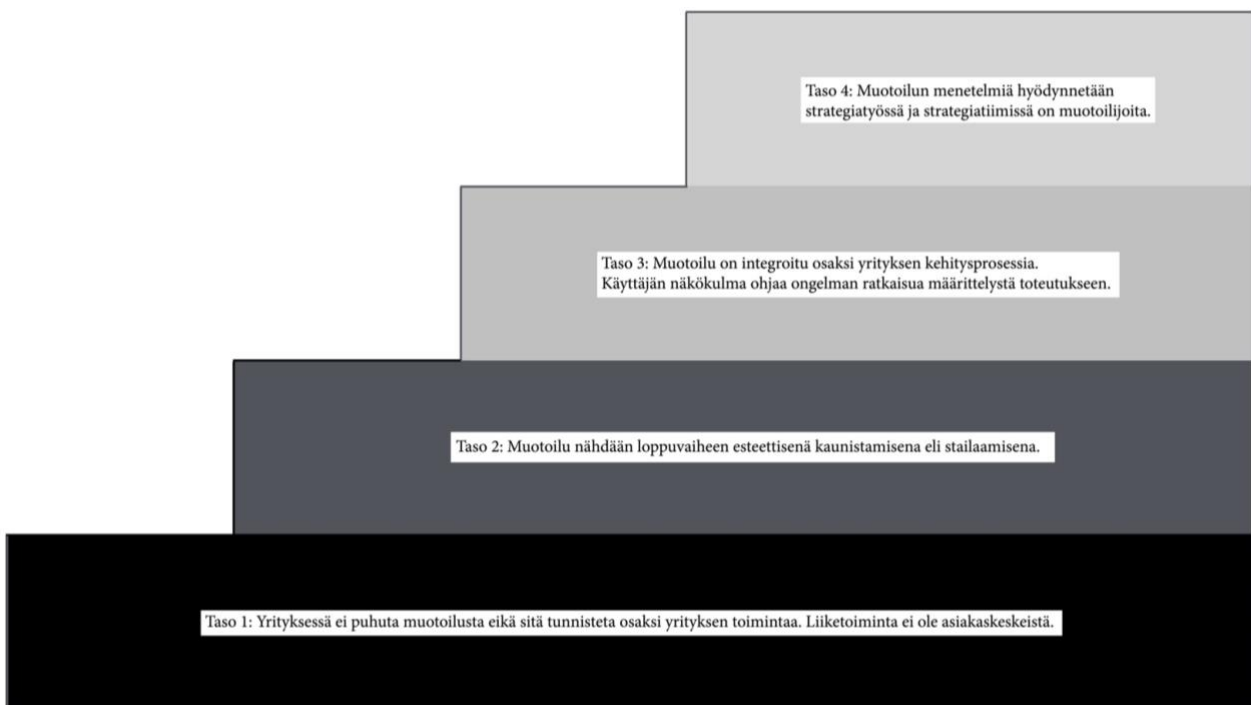 Taso 4: Muotoilun menetelmiä hyödynnetään
strategiatyössä ja strategiatiimissä on muotoilijoita.
Taso 3: Muotoilu on integroitu osaksi yrityksen kehitysprosessia.
Käyttäjän näkökulma ohjaa ongelman ratkaisua määrittelystä toteutukseen.
Taso 2: Muotoilu nähdään loppuvaiheen esteettisenä kaunistamisena eli stailaamisena.
Taso 1: Yrityksessä ei puhuta muotoilusta eikä sitä tunnisteta osaksi yrityksen toimintaa. Liiketoiminta ei ole asiakaskeskeistä.